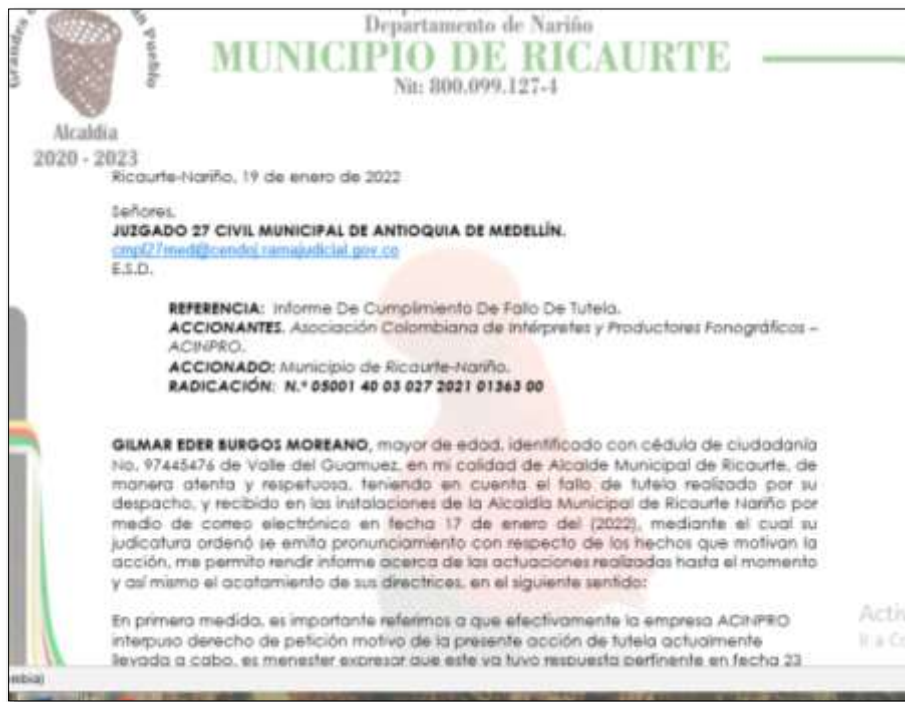 Grandes
Pueblo
Departamento de Nariño
MUNICIPIO DE RICAURTE
Nit: 800.099.127-4
Alcaldía
2020 - 2023
Ricaurte-Nariño, 19 de enero de 2022
Señores.
JUZGADO 27 CIVIL MUNICIPAL DE ANTIOQUIA DE MEDELLÍN.
cmpl27med@cendoj.ramajudicial.gov.co
E.S.D.
REFERENCIA: Informe De Cumplimiento De Fallo De Tutela.
ACCIONANTES. Asociación Colombiana de Intérpretes y Productores Fonográficos –
ACINPRO.
ACCIONADO: Municipio de Ricaurte-Nariño.
RADICACIÓN: N.º 05001 40 03 027 2021 01363 00
GILMAR EDER BURGOS MOREANO, mayor de edad, identificado con cédula de ciudadanía
No. 97445476 de Valle del Guamuez, en mi calidad de Alcalde Municipal de Ricaurte, de
manera atenta y respetuosa, teniendo en cuenta el fallo de tutela realizado por su
despacho, y recibido en las instalaciones de la Alcaldía Municipal de Ricaurte Nariño por
medio de correo electrónico en fecha 17 de enero del (2022), mediante el cual su
judicatura ordenó se emita pronunciamiento con respecto de los hechos que motivan la
acción, me permito rendir informe acerca de las actuaciones realizadas hasta el momento
y así mismo el acatamiento de sus directrices, en el siguiente sentido:
En primera medida, es importante referirnos a que efectivamente la empresa ACINPRO
interpuso derecho de petición motivo de la presente acción de tutela actualmente
llevada a cabo, es menester expresar que este ya tuvo respuesta pertinente en fecha 23
Activ
Ir a Co
mbia)